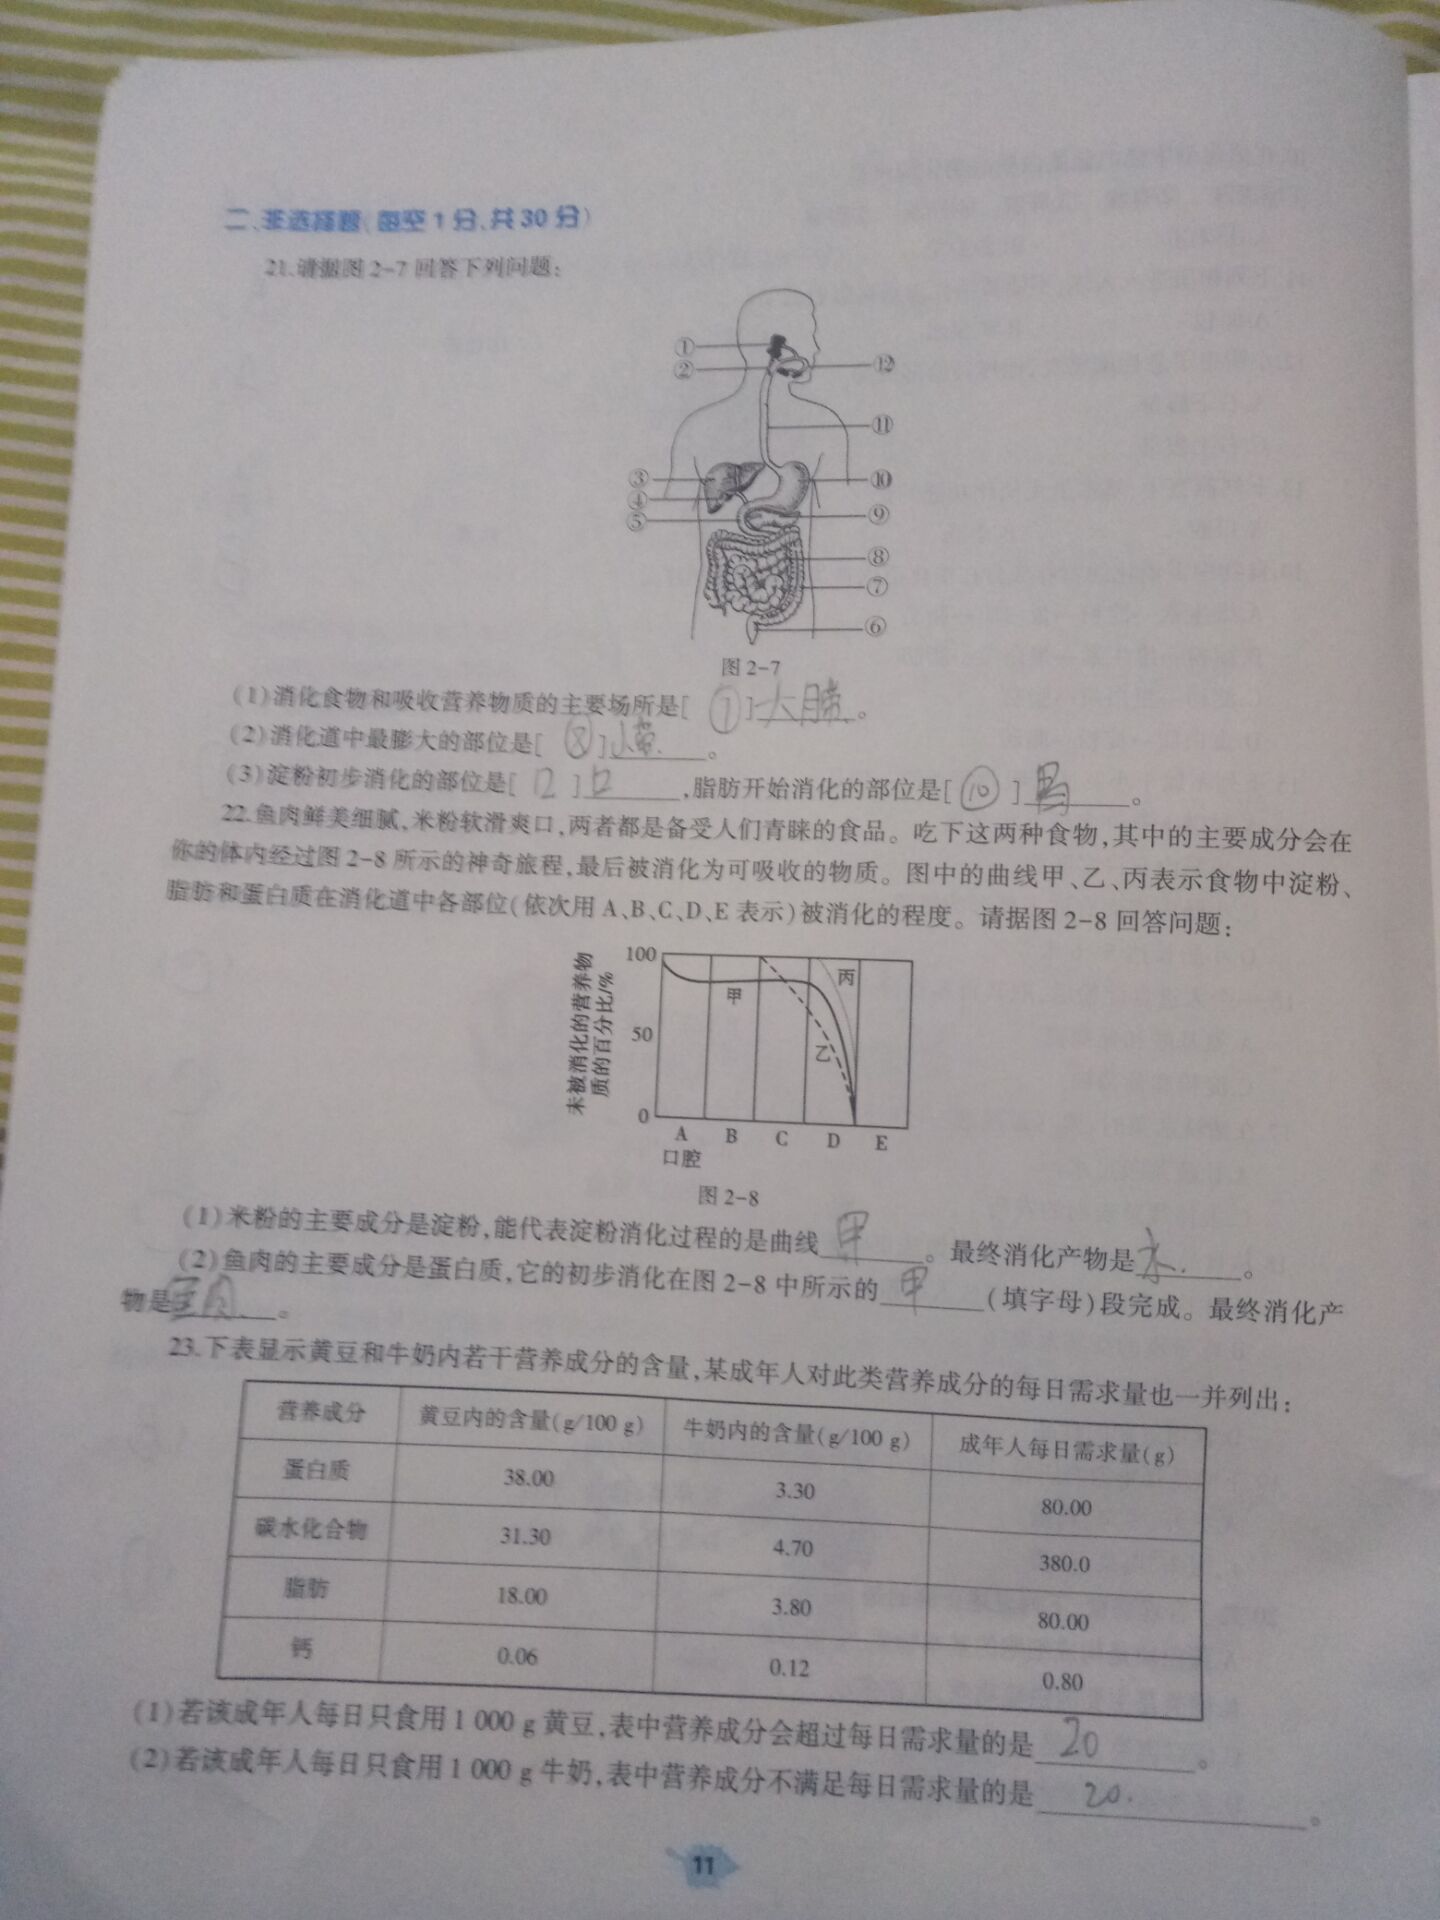 二、非选择题(每空1分,共30分)
21.请据图2-7回答下列问题:
①
②
⑫
⑪
③
④
⑤
⑩
⑨
⑧
⑦
⑥
图2-7
(1)消化食物和吸收营养物质的主要场所是[ ⑦ ]大肠。
(2)消化道中最膨大的部位是[ ⑧ ]。
(3)淀粉初步消化的部位是[ 12 ]口,脂肪开始消化的部位是[ ⑩ ]胃。
22.鱼肉鲜美细腻,米粉软滑爽口,两者都是备受人们青睐的食品。吃下这两种食物,其中的主要成分会在
你的体内经过图2-8所示的神奇旅程,最后被消化为可吸收的物质。图中的曲线甲、乙、丙表示食物中淀粉、
脂肪和蛋白质在消化道中各部位(依次用A、B、C、D、E表示)被消化的程度。请据图2-8回答问题:
未被消化的营养物
质的百分比/%
100
50
0
甲
乙
丙
A B C D E
口腔
图2-8
(1)米粉的主要成分是淀粉,能代表淀粉消化过程的是曲线甲。最终消化产物是水.。
(2)鱼肉的主要成分是蛋白质,它的初步消化在图2-8中所示的甲(填字母)段完成。最终消化产
物是。
23.下表显示黄豆和牛奶内若干营养成分的含量,某成年人对此类营养成分的每日需求量也一并列出:
营养成分 黄豆内的含量(g/100 g) 牛奶内的含量(g/100 g) 成年人每日需求量(g)
蛋白质 38.00 3.30 80.00
碳水化合物 31.30 4.70 380.0
脂肪 18.00 3.80 80.00
钙 0.06 0.12 0.80
(1)若该成年人每日只食用1 000 g黄豆,表中营养成分会超过每日需求量的是20。
(2)若该成年人每日只食用1 000 g牛奶,表中营养成分不满足每日需求量的是20.。
11